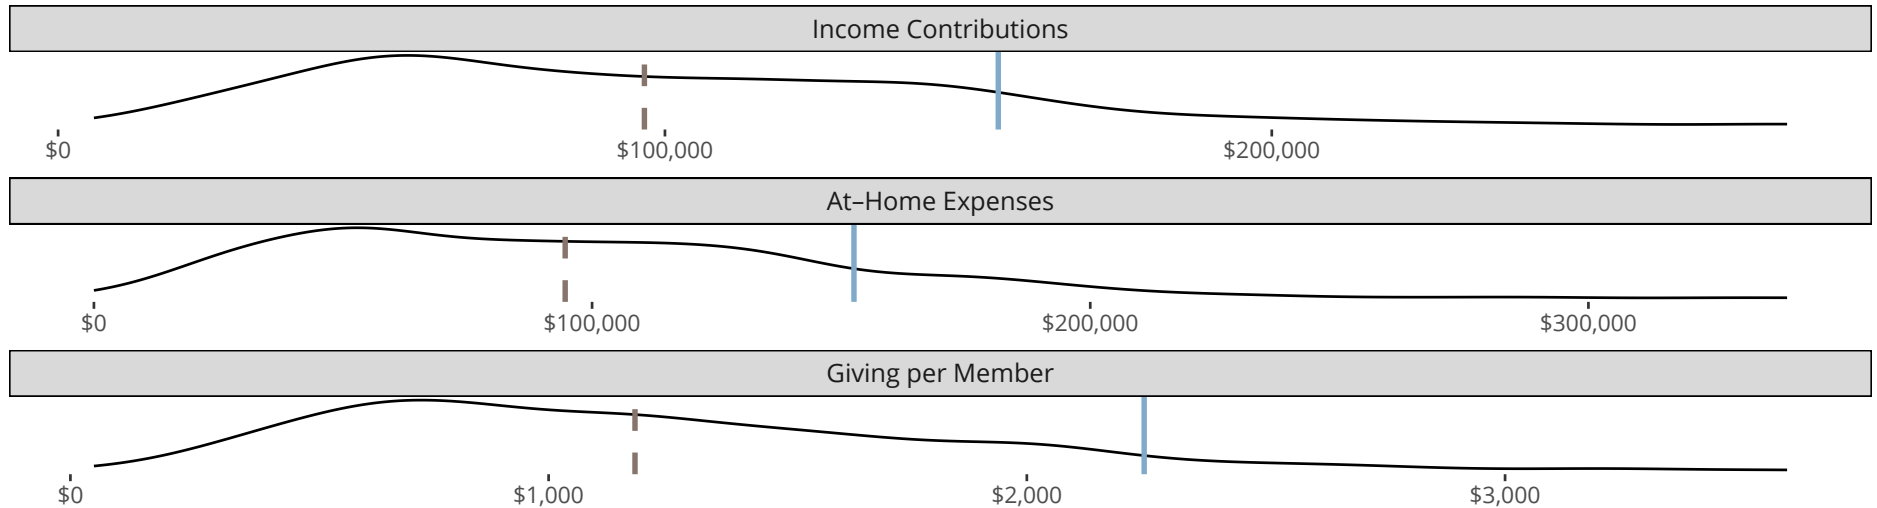 Income Contributions
$0 $100,000 $200,000
At–Home Expenses
$0 $100,000 $200,000 $300,000
Giving per Member
$0 $1,000 $2,000 $3,000